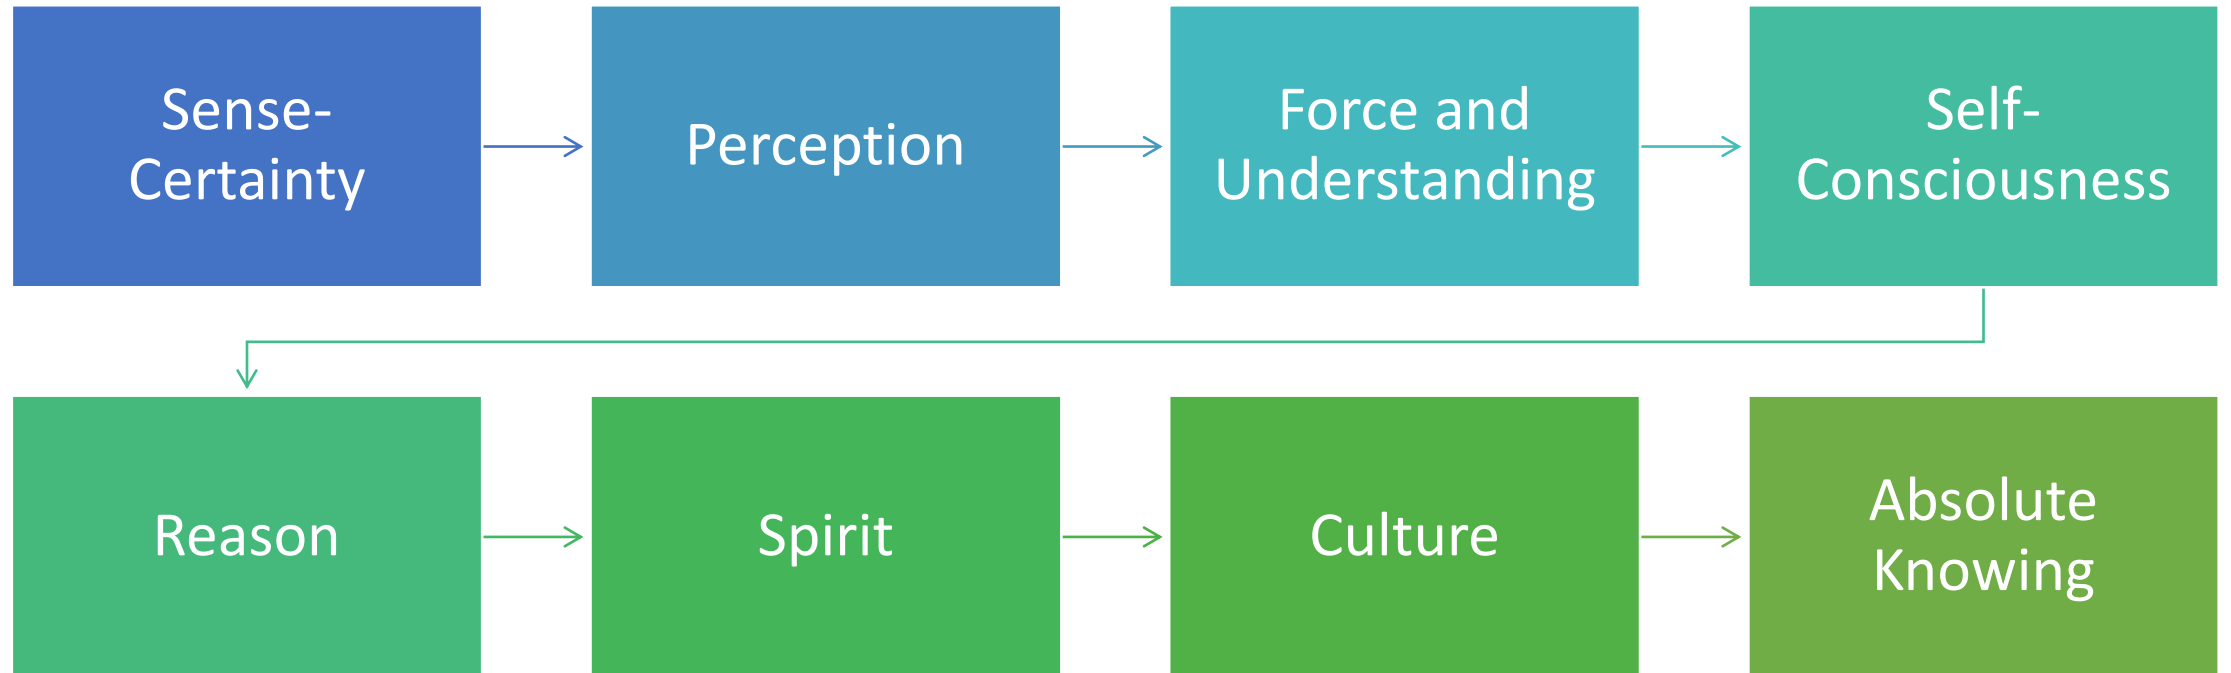 Sense-
Certainty
Perception
Force and
Understanding
Self-
Consciousness
Reason
Spirit
Culture
Absolute
Knowing